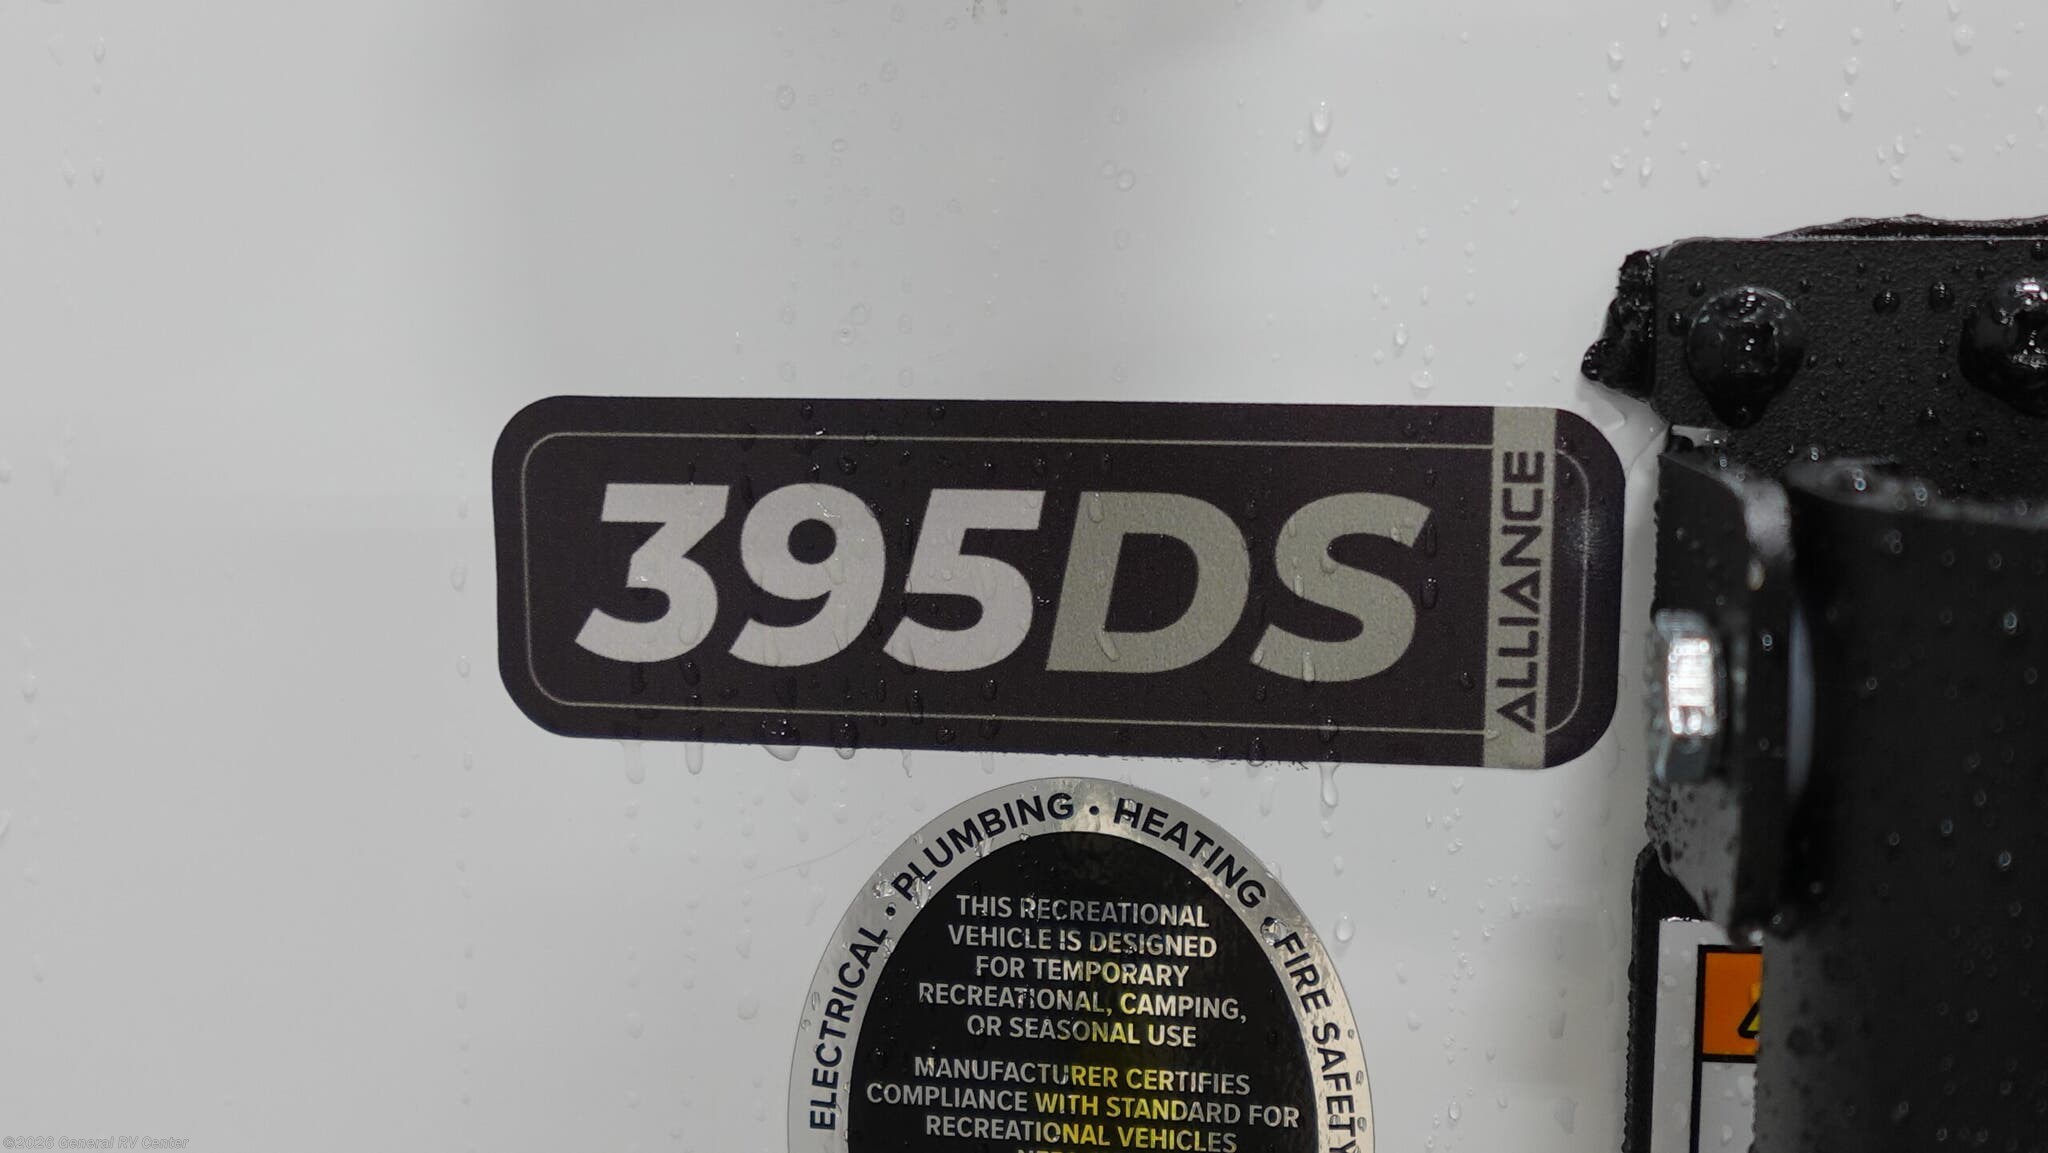 395DS
ALLIANCE
ELECTRICAL • PLUMBING • HEATING • FIRE SAFETY
THIS RECREATIONAL
VEHICLE IS DESIGNED
FOR TEMPORARY
RECREATIONAL, CAMPING,
OR SEASONAL USE
MANUFACTURER CERTIFIES
COMPLIANCE WITH STANDARD FOR
RECREATIONAL VEHICLES
©2026 General RV Center